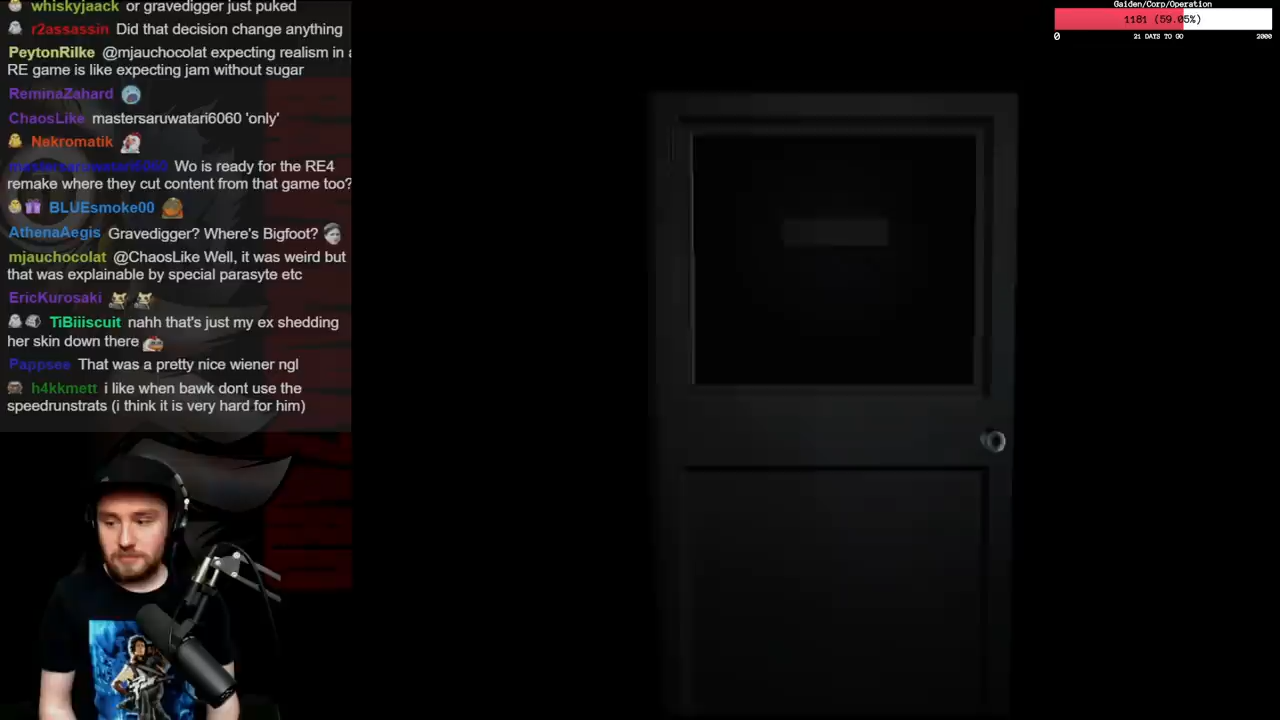 whiskyjaack or gravedigger just puked
r2assassin Did that decision change anything
PeytonRilke @mjauchocolat expecting realism in a
RE game is like expecting jam without sugar
ReminaZahard
ChaosLike mastersaruwatari6060 'only'
Nekromatik
mastersaruwatari6060 Wo is ready for the RE4
remake where they cut content from that game too?
BLUEsmoke00
AthenaAegis Gravedigger? Where's Bigfoot?
mjauchocolat @ChaosLike Well, it was weird but
that was explainable by special parasyte etc
EricKurosaki
TiBiiiscuit nahh that's just my ex shedding
her skin down there
Pappsee That was a pretty nice wiener ngl
h4kkmett i like when bawk dont use the
speedrunstrats (i think it is very hard for him)
Gaiden/Corp/Operation
1181 (59.05%)
0 21 DAYS TO GO 2000